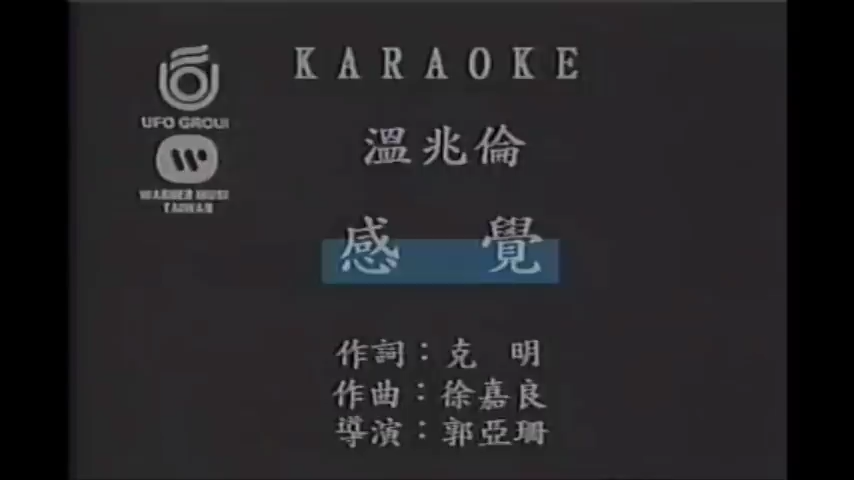 KARAOKE
UFO GROUP
WARNER MUSIC
TAIWAN
溫兆倫
感覺
作詞：克 明
作曲：徐嘉良
導演：郭亞珊